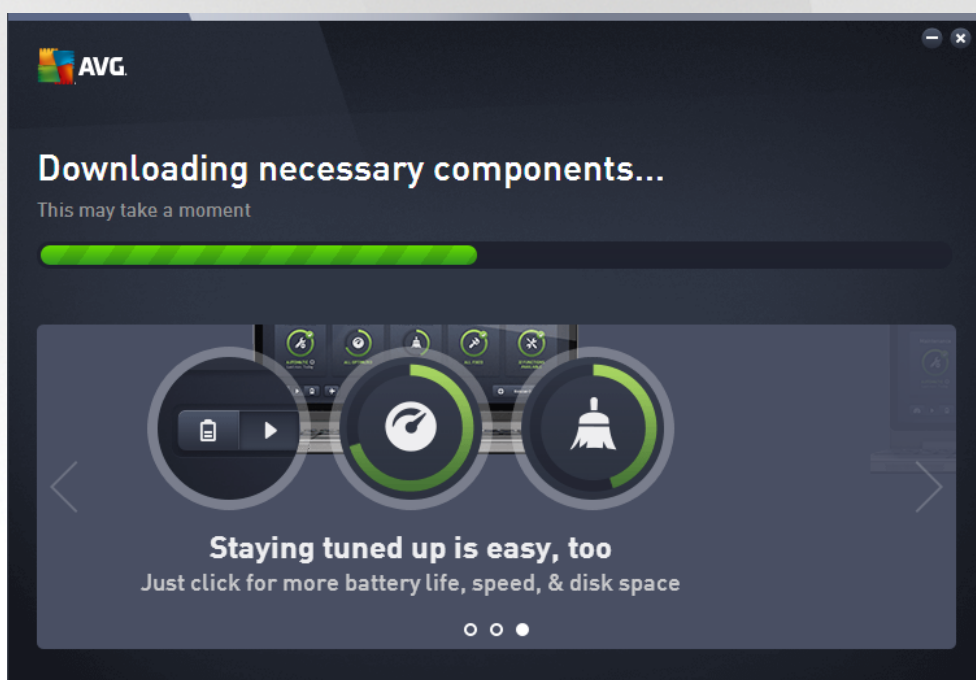 AVG.
Downloading necessary components...
This may take a moment
Staying tuned up is easy, too
Just click for more battery life, speed, & disk space